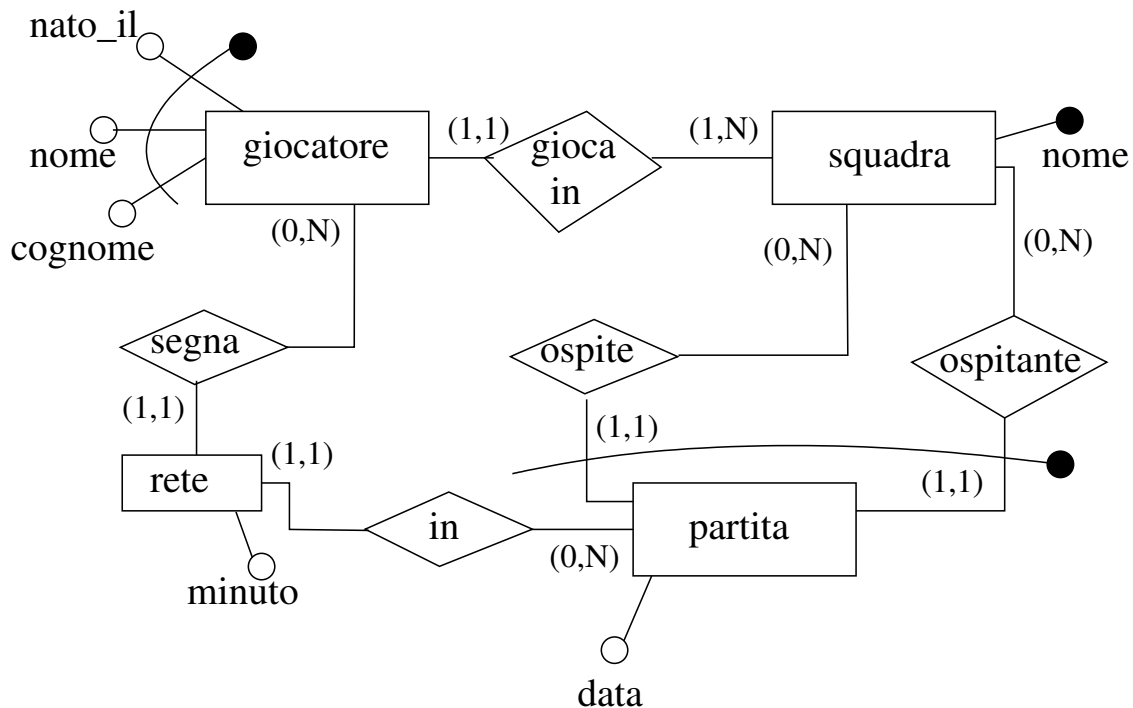 nato_il
nome
cognome
giocatore
(1,1)
gioca
in
(1,N)
squadra
nome
(0,N)
(0,N)
(0,N)
segna
ospite
ospitante
(1,1)
(1,1)
(1,1)
(1,1)
rete
in
(0,N)
partita
minuto
data